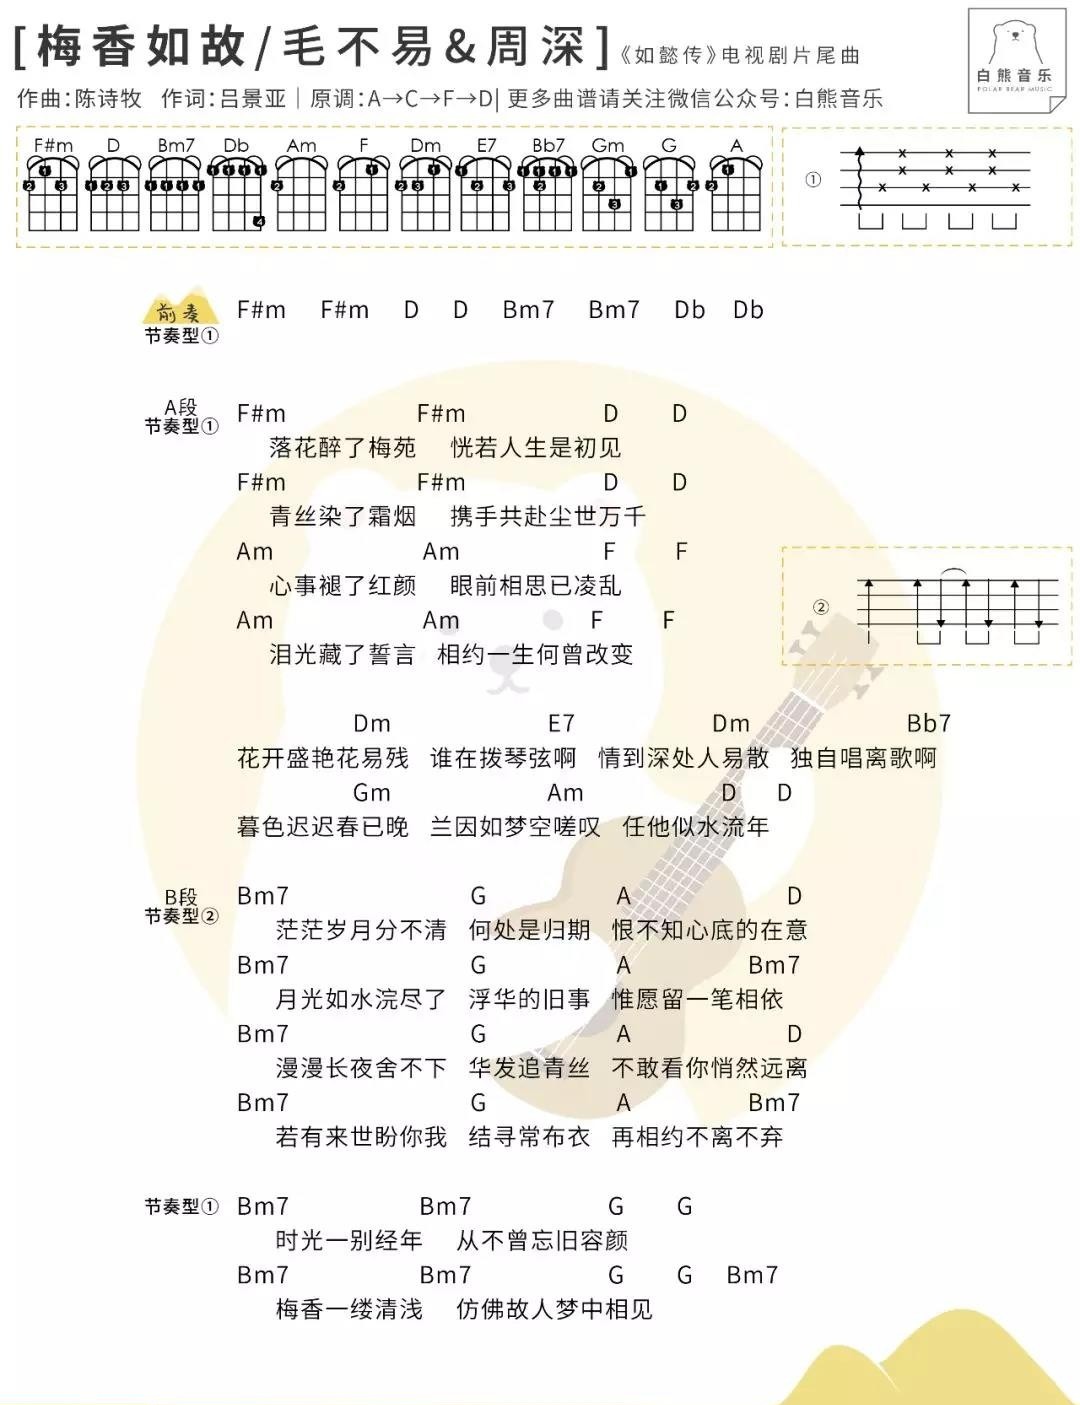 [梅香如故/毛不易&周深]《如懿传》电视剧片尾曲
白熊音乐
POLAR BEAR MUSIC
作曲:陈诗牧 作词:吕景亚｜原调:A→C→F→D| 更多曲谱请关注微信公众号:白熊音乐
F#m D Bm7 Db Am F Dm E7 Bb7 Gm G A
①
前奏
节奏型①
F#m F#m D D Bm7 Bm7 Db Db
A段
节奏型①
F#m F#m D D
落花醉了梅苑 恍若人生是初见
F#m F#m D D
青丝染了霜烟 携手共赴尘世万千
Am Am F F
心事褪了红颜 眼前相思已凌乱
②
Am Am F F
泪光藏了誓言 相约一生何曾改变
Dm E7 Dm Bb7
花开盛艳花易残 谁在拨琴弦啊 情到深处人易散 独自唱离歌啊
Gm Am D D
暮色迟迟春已晚 兰因如梦空嗟叹 任他似水流年
B段
节奏型②
Bm7 G A D
茫茫岁月分不清 何处是归期 恨不知心底的在意
Bm7 G A Bm7
月光如水浣尽了 浮华的旧事 惟愿留一笔相依
Bm7 G A D
漫漫长夜舍不下 华发追青丝 不敢看你悄然远离
Bm7 G A Bm7
若有来世盼你我 结寻常布衣 再相约不离不弃
节奏型①
Bm7 Bm7 G G
时光一别经年 从不曾忘旧容颜
Bm7 Bm7 G G Bm7
梅香一缕清浅 仿佛故人梦中相见